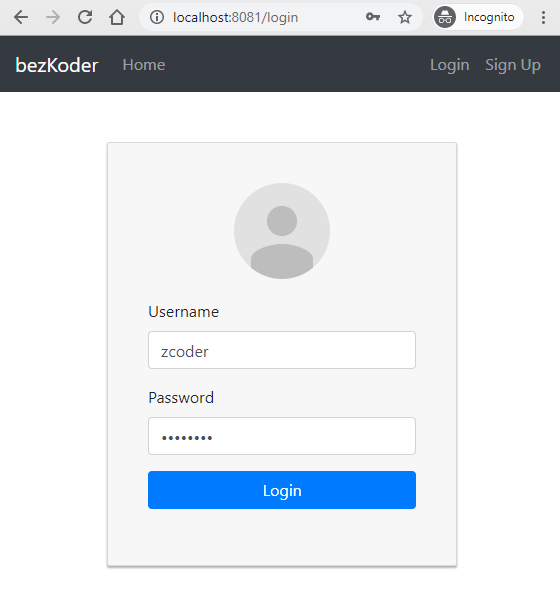 localhost:8081/login
Incognito
bezKoder Home Login Sign Up
Username
zcoder
Password
••••••••
Login